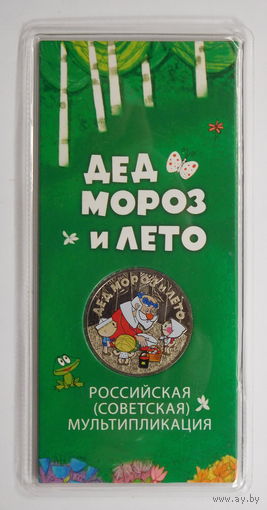 ДЕД
МОРОЗ
И ЛЕТО
ДЕД МОРОЗ И ЛЕТО
РОССИЙСКАЯ
(СОВЕТСКАЯ)
МУЛЬТИПЛИКАЦИЯ
www.ay.by